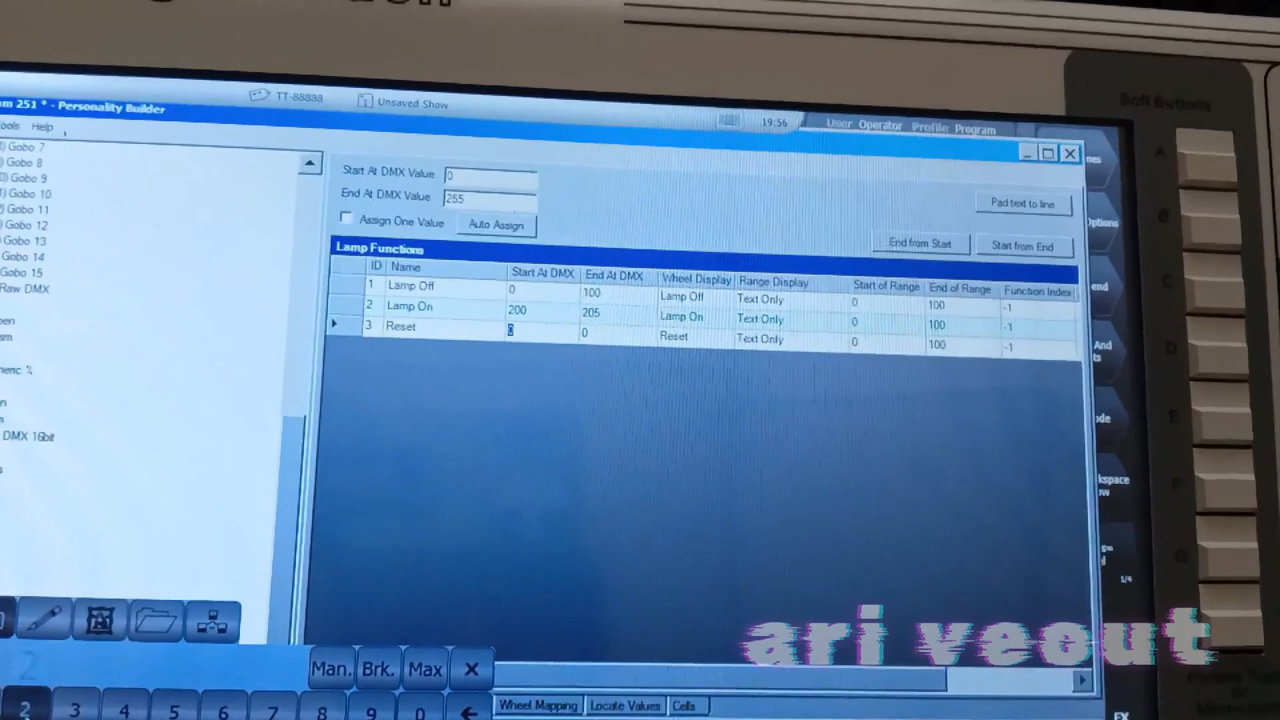 TT-88888
Unsaved Show
19:56
User Operator Profile Program
251 * - Personality Builder
Help
Gobo 7
Gobo 8
Gobo 9
Gobo 10
Gobo 11
Gobo 12
Gobo 13
Gobo 14
Gobo 15
Raw DMX
DMX 16bit
Start At DMX Value 0
End At DMX Value 255
Assign One Value Auto Assign
Pad text to line
End from Start Start from End
Lamp Functions
ID Name Start At DMX End At DMX Wheel Display Range Display Start of Range End of Range Function Index
1 Lamp Off 0 100 Lamp Off Text Only 0 100 -1
2 Lamp On 200 205 Lamp On Text Only 0 100 -1
3 Reset 0 0 Reset Text Only 0 100 -1
Soft Buttons
A
B
C
D
E
F
G
And
1/4
ari veout
2
Man. Brk. Max X
2 3 4 5 6 7 8 9 0
Wheel Mapping Locate Values Cells